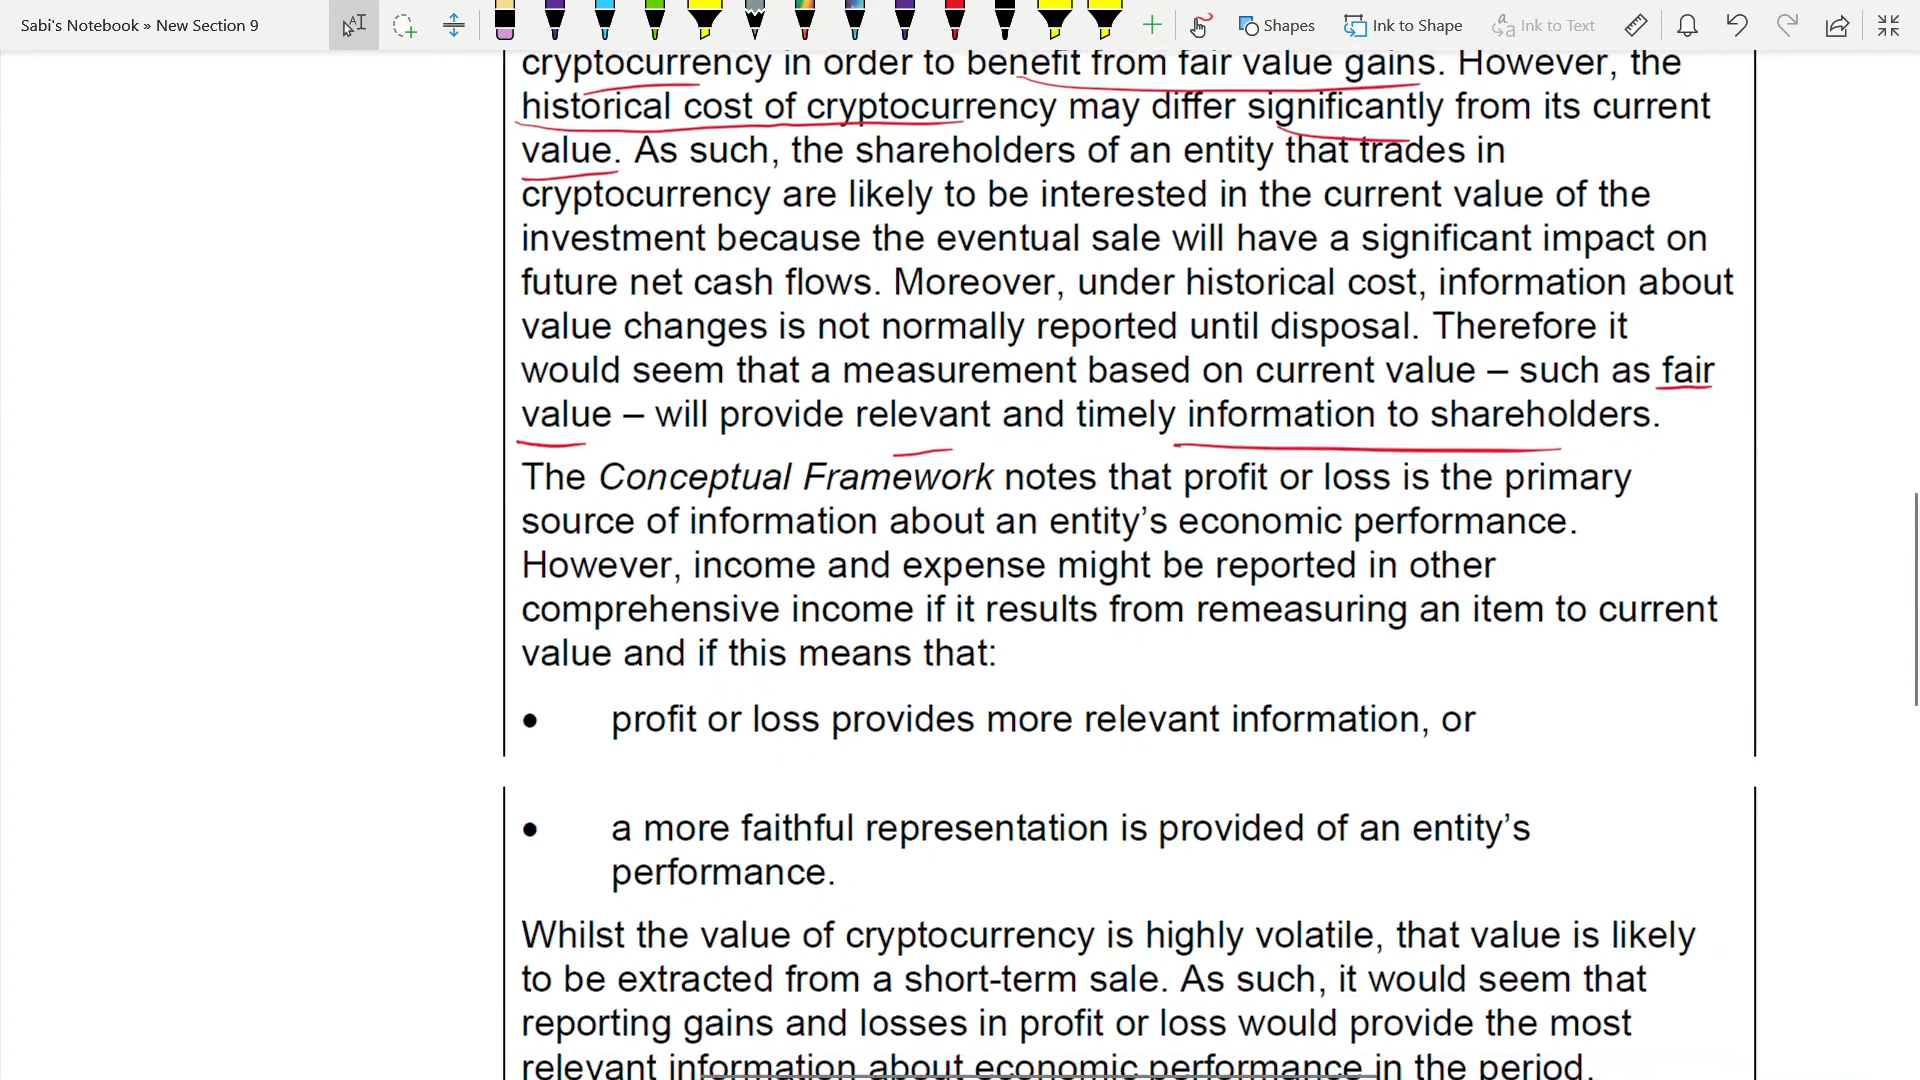 Sabi's Notebook » New Section 9
Shapes
Ink to Shape
Ink to Text
cryptocurrency in order to benefit from fair value gains. However, the
historical cost of cryptocurrency may differ significantly from its current
value. As such, the shareholders of an entity that trades in
cryptocurrency are likely to be interested in the current value of the
investment because the eventual sale will have a significant impact on
future net cash flows. Moreover, under historical cost, information about
value changes is not normally reported until disposal. Therefore it
would seem that a measurement based on current value – such as fair
value – will provide relevant and timely information to shareholders.
The Conceptual Framework notes that profit or loss is the primary
source of information about an entity’s economic performance.
However, income and expense might be reported in other
comprehensive income if it results from remeasuring an item to current
value and if this means that:
• profit or loss provides more relevant information, or
• a more faithful representation is provided of an entity’s
performance.
Whilst the value of cryptocurrency is highly volatile, that value is likely
to be extracted from a short-term sale. As such, it would seem that
reporting gains and losses in profit or loss would provide the most
relevant information about economic performance in the period.